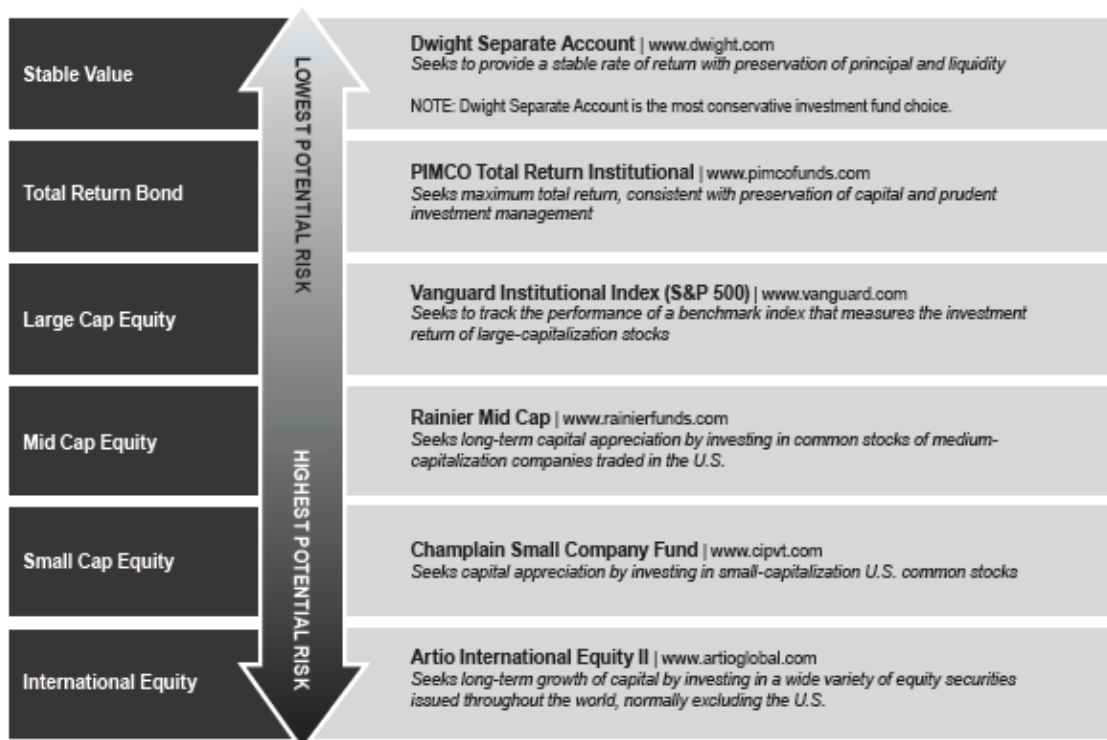 Stable Value
Dwight Separate Account | www.dwight.com
Seeks to provide a stable rate of return with preservation of principal and liquidity
NOTE: Dwight Separate Account is the most conservative investment fund choice.
LOWEST POTENTIAL RISK
Total Return Bond
PIMCO Total Return Institutional | www.pimcofunds.com
Seeks maximum total return, consistent with preservation of capital and prudent
investment management
Large Cap Equity
Vanguard Institutional Index (S&P 500) | www.vanguard.com
Seeks to track the performance of a benchmark index that measures the investment
return of large-capitalization stocks
Mid Cap Equity
Rainier Mid Cap | www.rainierfunds.com
Seeks long-term capital appreciation by investing in common stocks of medium-
capitalization companies traded in the U.S.
HIGHEST POTENTIAL RISK
Small Cap Equity
Champlain Small Company Fund | www.cipvt.com
Seeks capital appreciation by investing in small-capitalization U.S. common stocks
International Equity
Artio International Equity II | www.artioglobal.com
Seeks long-term growth of capital by investing in a wide variety of equity securities
issued throughout the world, normally excluding the U.S.